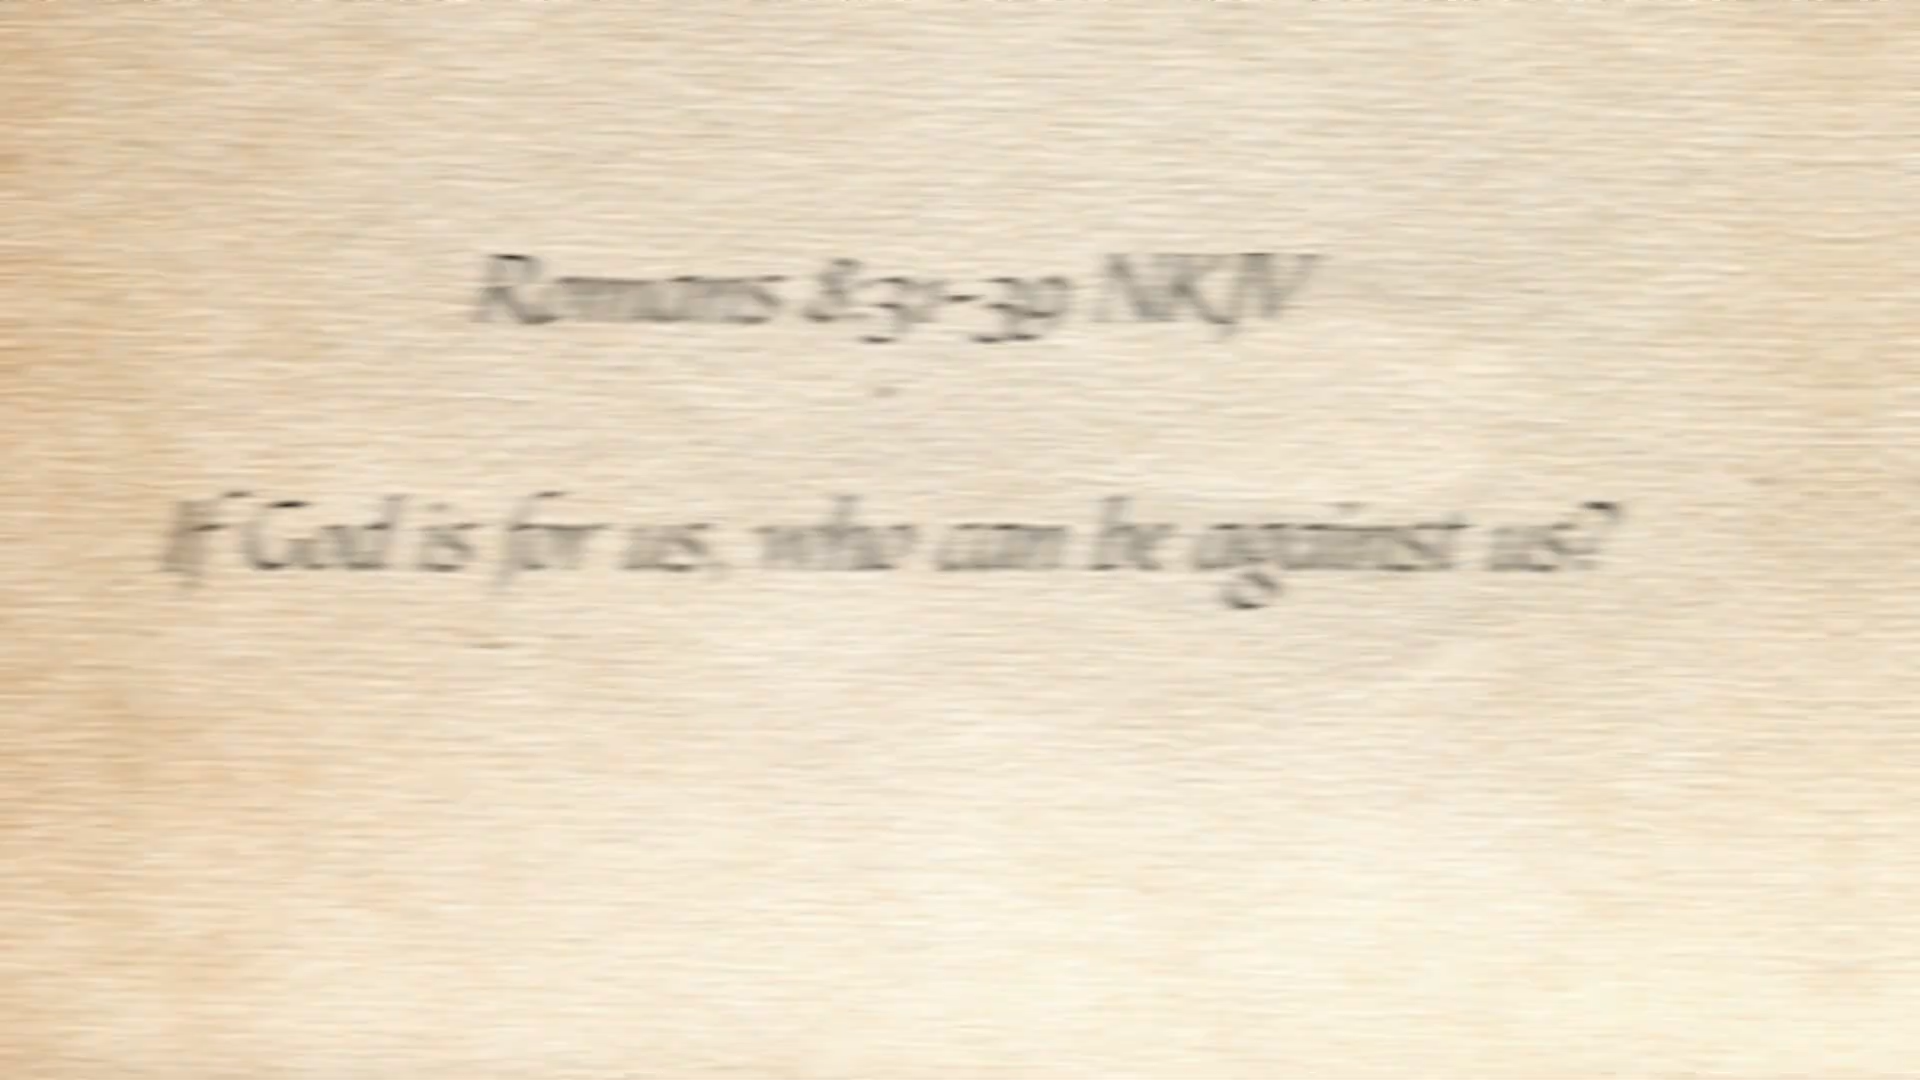 Romans 8:31-39 NKJV
If God is for us, who can be against us?